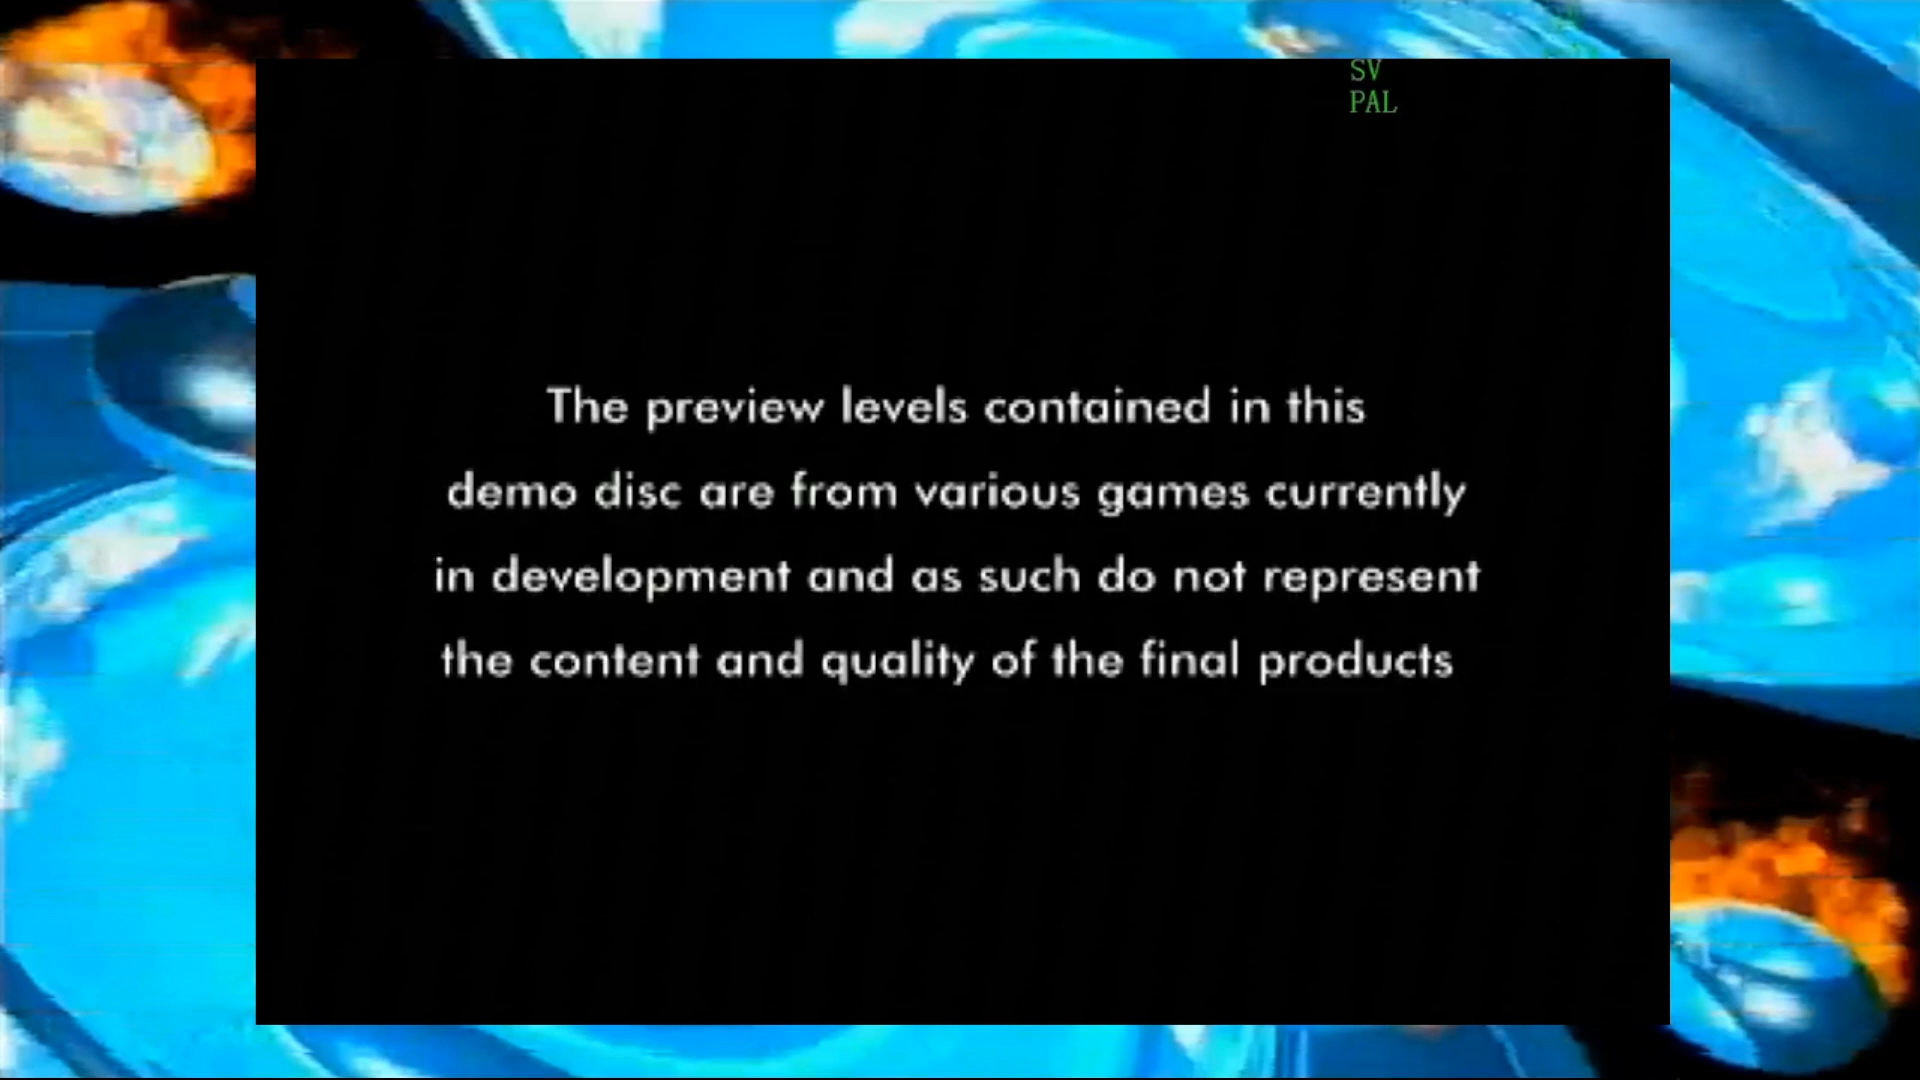 SV
PAL
The preview levels contained in this
demo disc are from various games currently
in development and as such do not represent
the content and quality of the final products